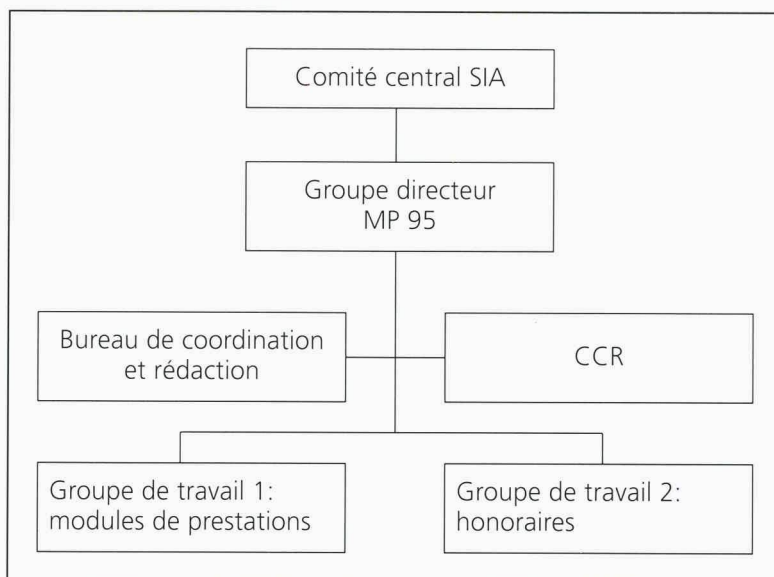 Comité central SIA
Groupe directeur
MP 95
Bureau de coordination
et rédaction
CCR
Groupe de travail 1:
modules de prestations
Groupe de travail 2:
honoraires